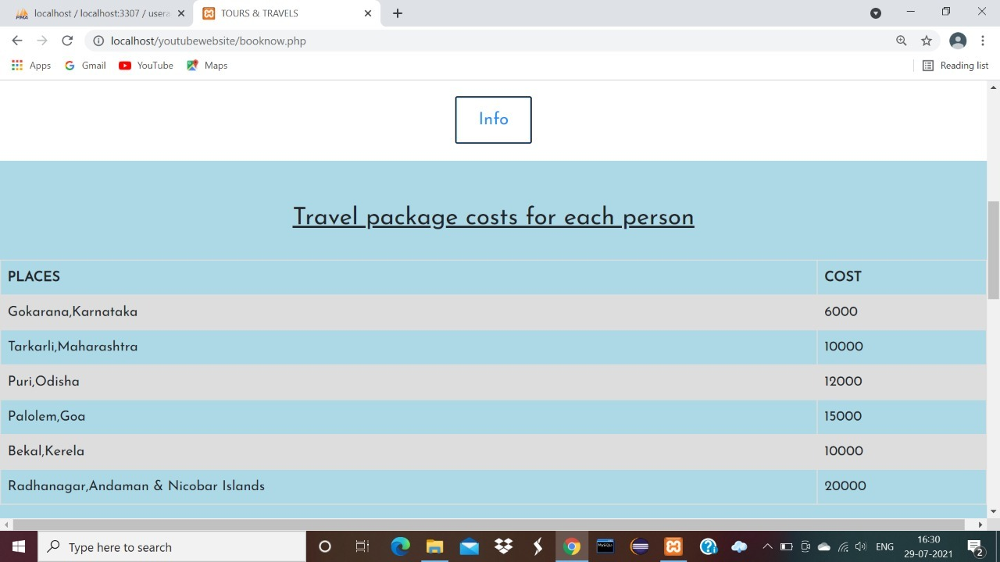 localhost / localhost:3307 / usera
TOURS & TRAVELS
localhost/youtubewebsite/booknow.php
Apps Gmail YouTube Maps Reading list
Info
Travel package costs for each person
PLACES COST
Gokarana,Karnataka 6000
Tarkarli,Maharashtra 10000
Puri,Odisha 12000
Palolem,Goa 15000
Bekal,Kerela 10000
Radhanagar,Andaman & Nicobar Islands 20000
Type here to search
ENG
16:30
29-07-2021
2